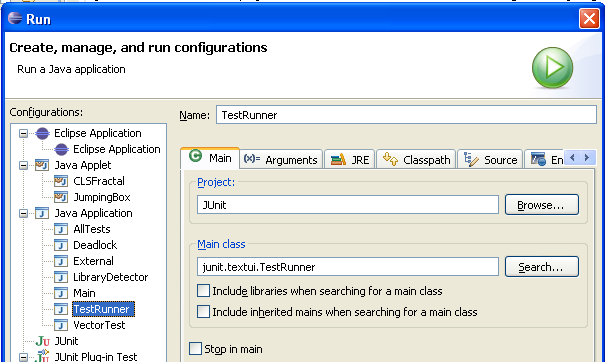 Run
Create, manage, and run configurations
Run a Java application
Configurations:
Eclipse Application
Eclipse Application
Java Applet
CLSFractal
JumpingBox
Java Application
AllTests
Deadlock
External
LibraryDetector
Main
TestRunner
VectorTest
JUnit
JUnit Plug-in Test
Name: TestRunner
Main (x)= Arguments JRE Classpath Source En
Project:
JUnit Browse...
Main class
junit.textui.TestRunner Search...
Include libraries when searching for a main class
Include inherited mains when searching for a main class
Stop in main